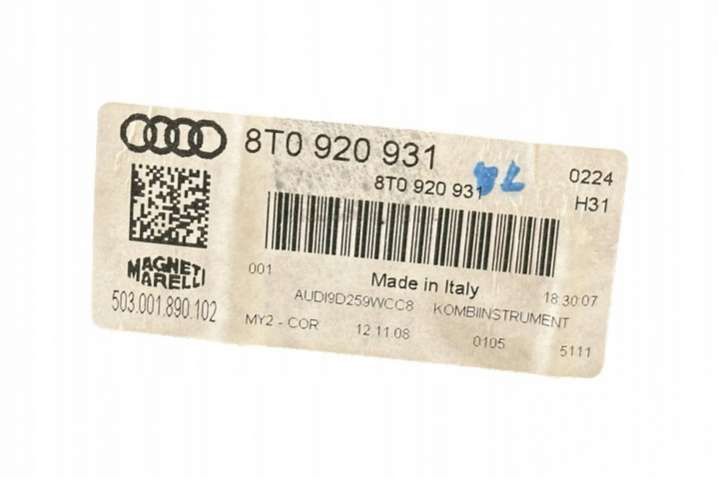 8T0 920 931
8T0 920 931
0224
H31
MAGNETI
MARELLI
503.001.890.102
001
Made in Italy
18:30:07
AUDI9D259WCC8 KOMBIINSTRUMENT
MY2 - COR 12.11.08 0105 5111